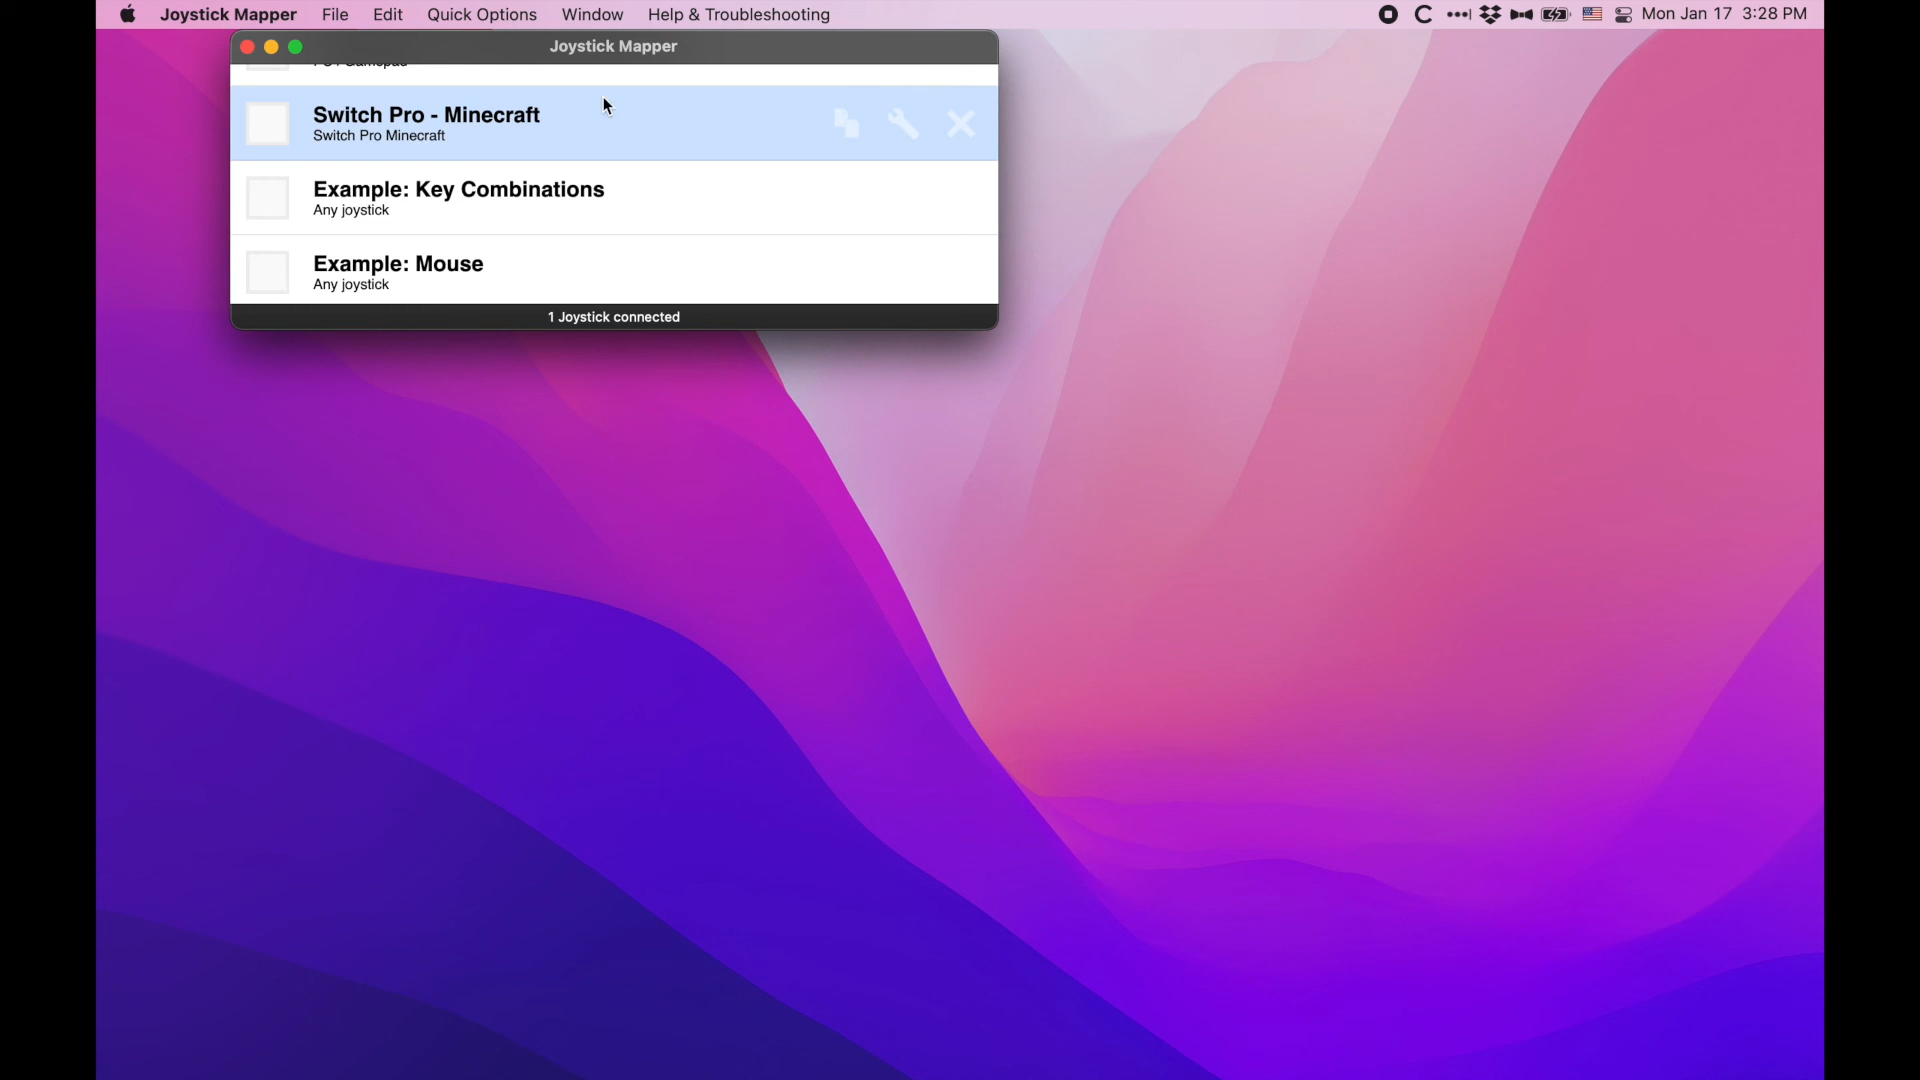 Joystick Mapper File Edit Quick Options Window Help & Troubleshooting Mon Jan 17 3:28 PM
Joystick Mapper
Switch Pro - Minecraft
Switch Pro Minecraft
Example: Key Combinations
Any joystick
Example: Mouse
Any joystick
1 Joystick connected